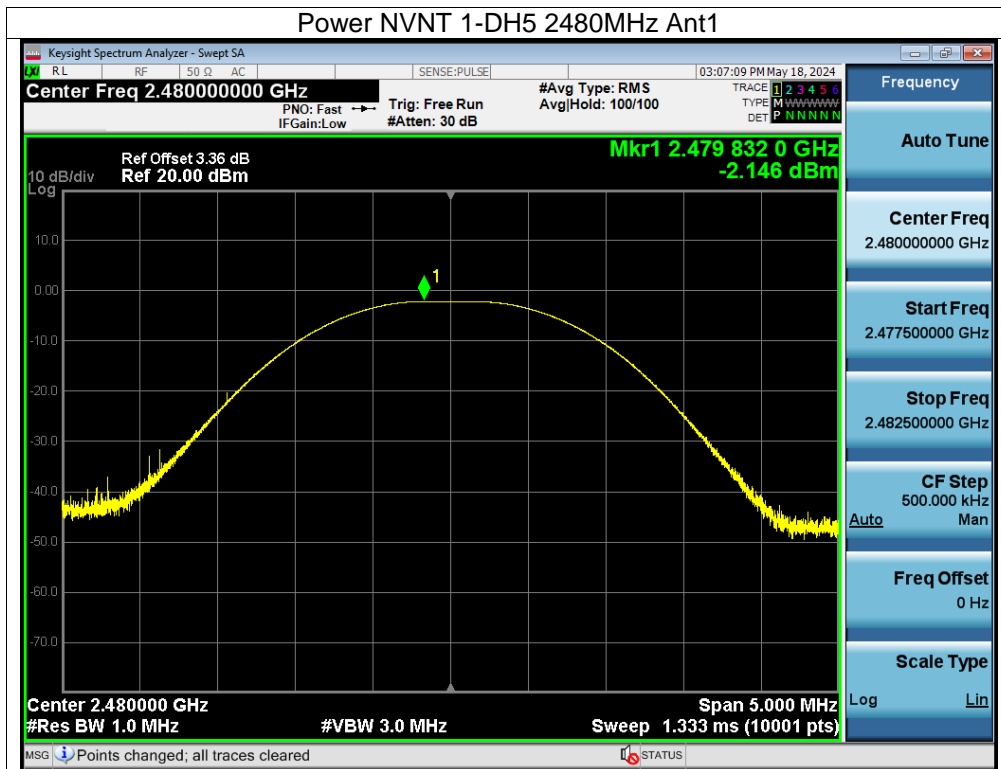 Power NVNT 1-DH5 2480MHz Ant1
Keysight Spectrum Analyzer - Swept SA
LXI RL RF 50 Ω AC SENSE:PULSE 03:07:09 PM May 18, 2024
Center Freq 2.480000000 GHz
PNO: Fast
IFGain:Low
Trig: Free Run
#Atten: 30 dB
#Avg Type: RMS
Avg|Hold: 100/100
TRACE 1 2 3 4 5 6
TYPE M WWWWW
DET P N N N N N
Mkr1 2.479 832 0 GHz
-2.146 dBm
Ref Offset 3.36 dB
10 dB/div Ref 20.00 dBm
Log
10.0
0.00
-10.0
-20.0
-30.0
-40.0
-50.0
-60.0
-70.0
1
Center 2.480000 GHz Span 5.000 MHz
#Res BW 1.0 MHz #VBW 3.0 MHz Sweep 1.333 ms (10001 pts)
MSG Points changed; all traces cleared STATUS
Frequency
Auto Tune
Center Freq
2.480000000 GHz
Start Freq
2.477500000 GHz
Stop Freq
2.482500000 GHz
CF Step
500.000 kHz
Auto Man
Freq Offset
0 Hz
Scale Type
Log Lin